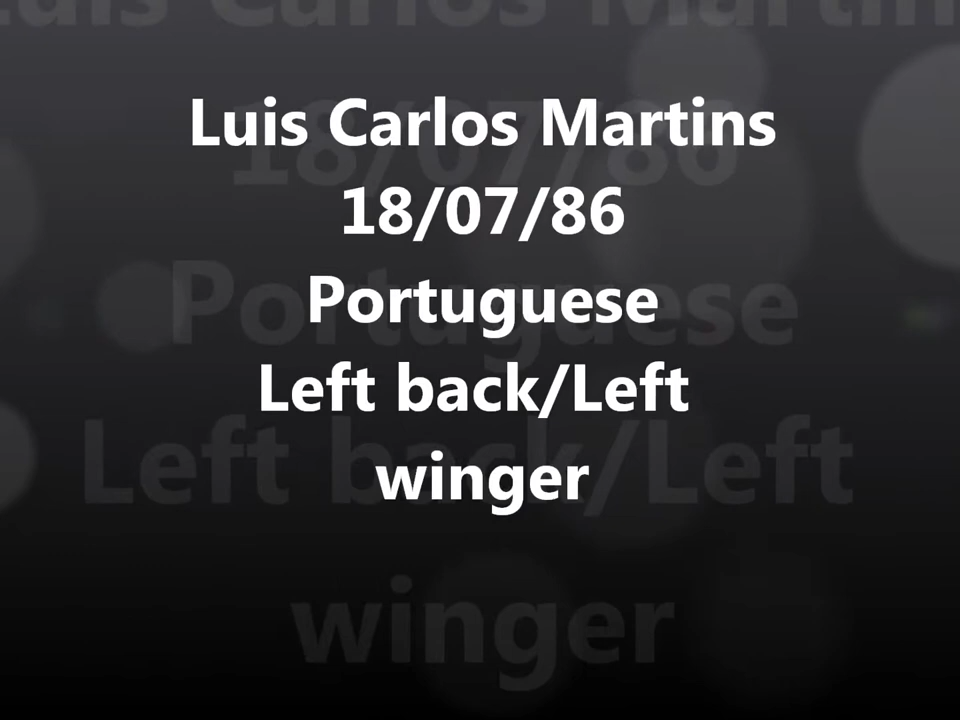 Luis Carlos Martins
18/07/86
Portuguese
Left back/Left
winger